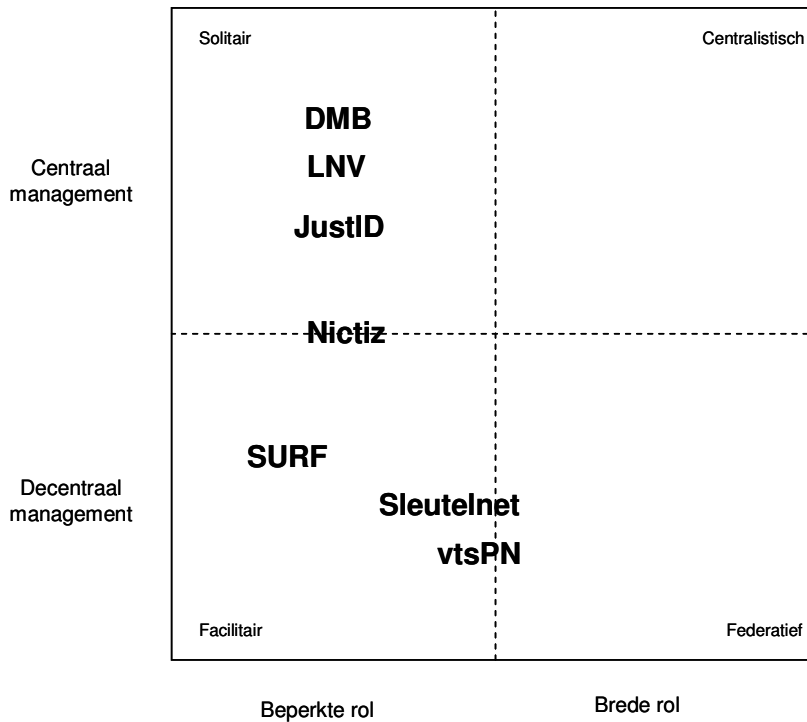 Solitair
Centralistisch
DMB
LNV
JustID
Centraal
management
Nictiz
SURF
Sleutelnet
vtsPN
Decentraal
management
Facilitair
Federatief
Beperkte rol
Brede rol